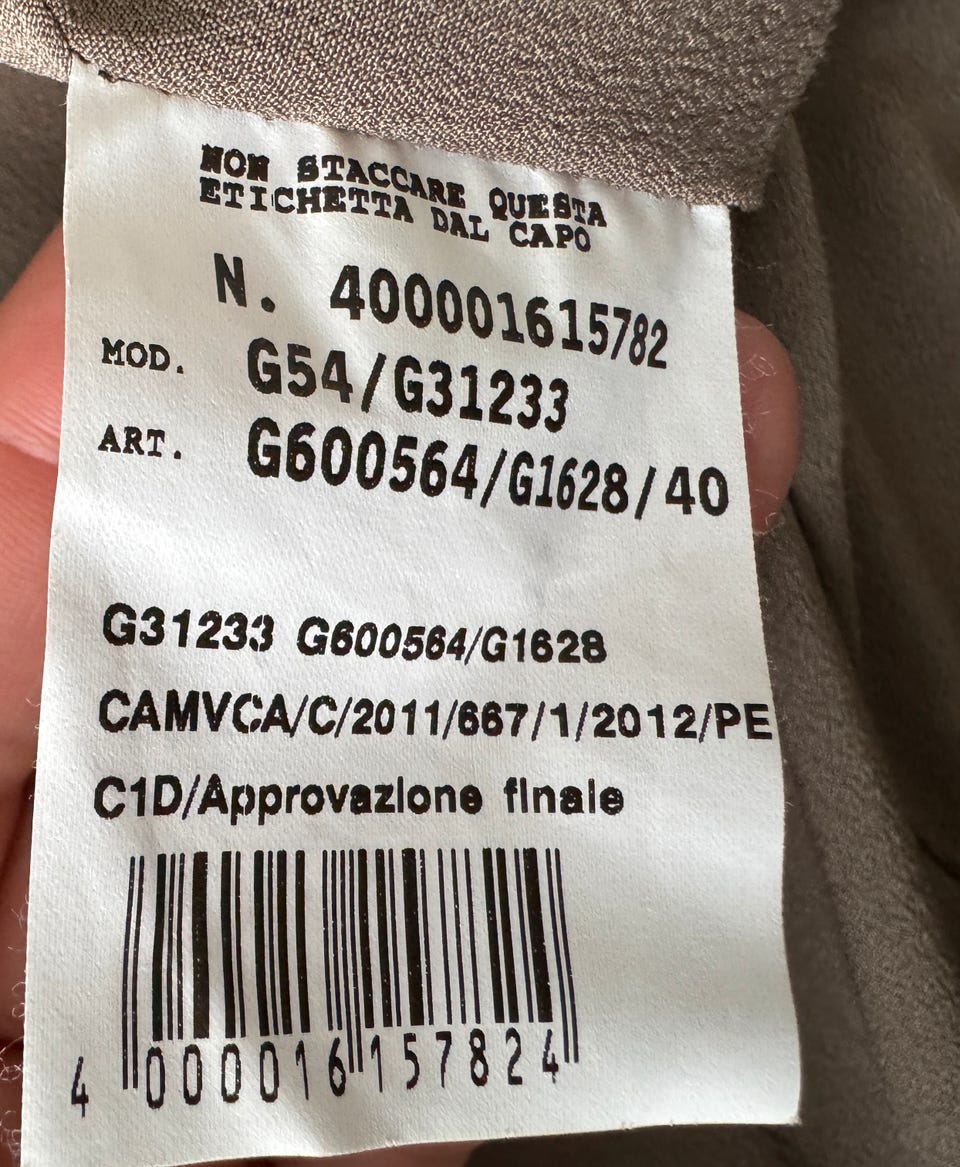 NON STACCARE QUESTA
ETICHETTA DAL CAPO
N. 400001615782
MOD. G54/G31233
ART. G600564/G1628/40
G31233 G600564/G1628
CAMVCA/C/2011/667/1/2012/PE
C1D/Approvazione finale
4 000016 157824